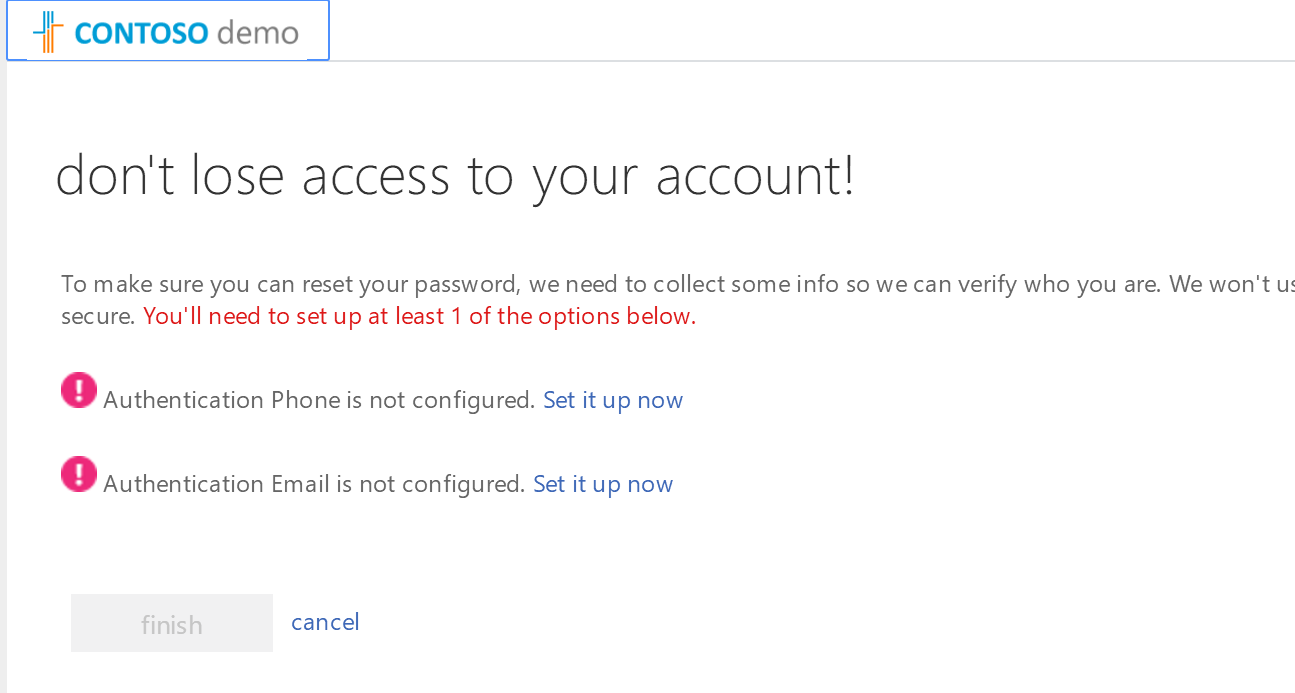 CONTOSO demo
don't lose access to your account!
To make sure you can reset your password, we need to collect some info so we can verify who you are. We won't
secure. You'll need to set up at least 1 of the options below.
Authentication Phone is not configured. Set it up now
Authentication Email is not configured. Set it up now
finish cancel